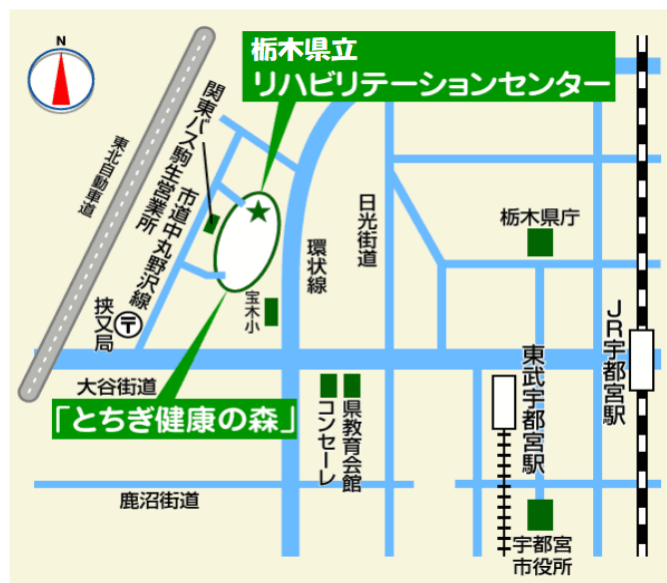 N
栃木県立
リハビリテーションセンター
関東バス駒生営業所
市道中丸野沢線
東北自動車道
日光街道
環状線
栃木県庁
宝木小
挟又局
〒
JR宇都宮駅
東武宇都宮駅
大谷街道
「とちぎ健康の森」
コンセーレ
県教育会館
鹿沼街道
宇都宮
市役所